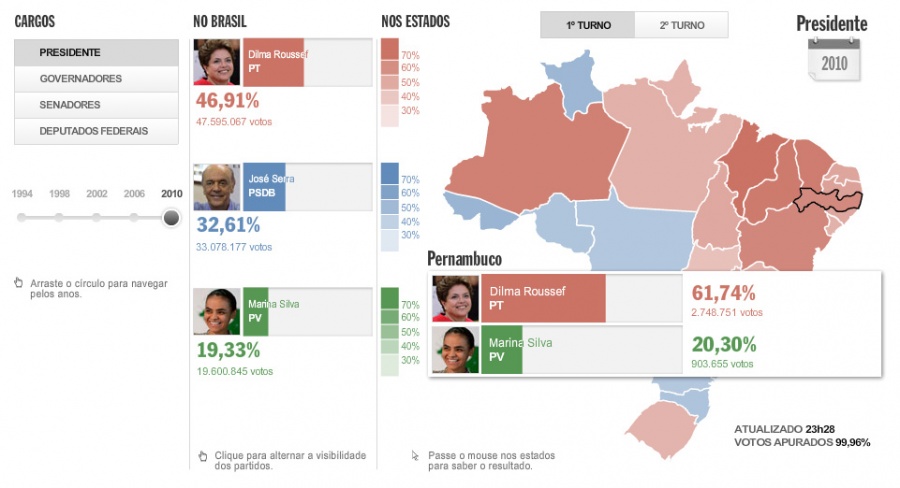 CARGOS
PRESIDENTE
GOVERNADORES
SENADORES
DEPUTADOS FEDERAIS
1994 1998 2002 2006 2010
Arraste o círculo para navegar
pelos anos.
NO BRASIL
Dilma Roussef
PT
46,91%
47.595.067 votos
José Serra
PSDB
32,61%
33.078.177 votos
Marina Silva
PV
19,33%
19.600.845 votos
Clique para alternar a visibilidade
dos partidos.
NOS ESTADOS
70%
60%
50%
40%
30%
70%
60%
50%
40%
30%
70%
60%
50%
40%
30%
Passe o mouse nos estados
para saber o resultado.
1º TURNO
2º TURNO
Presidente
2010
Pernambuco
Dilma Roussef
PT
61,74%
2.748.751 votos
Marina Silva
PV
20,30%
903.655 votos
ATUALIZADO 23h28
VOTOS APURADOS 99,96%